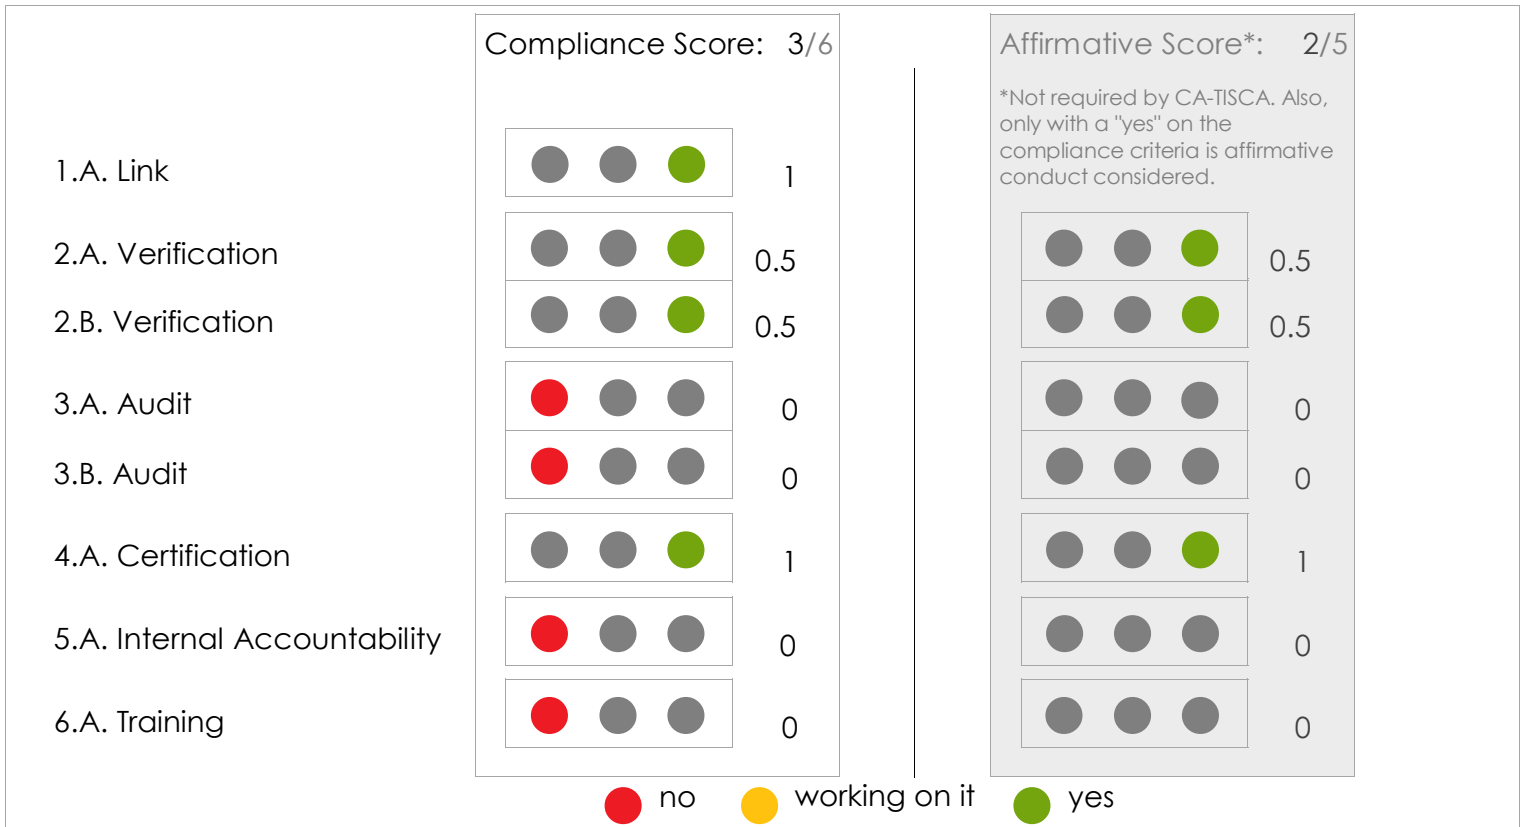 Compliance Score: 3/6
Affirmative Score*: 2/5
*Not required by CA-TISCA. Also,
only with a "yes" on the
compliance criteria is affirmative
conduct considered.
1.A. Link 1
2.A. Verification 0.5 0.5
2.B. Verification 0.5 0.5
3.A. Audit 0 0
3.B. Audit 0 0
4.A. Certification 1 1
5.A. Internal Accountability 0 0
6.A. Training 0 0
no working on it yes